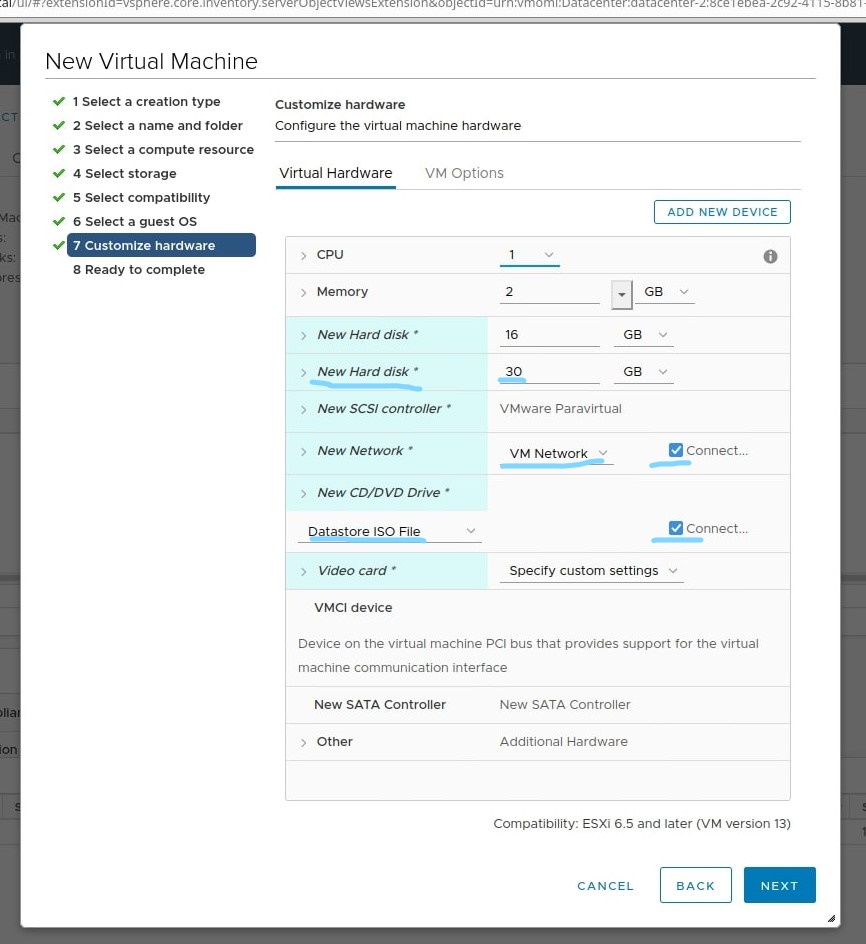 al/ui/#?extensionId=vsphere.core.inventory.serverObjectViewsExtension&objectId=urn:vmomi:Datacenter:datacenter-2:8ce1ebea-2c92-4115-8b81-
New Virtual Machine
1 Select a creation type
2 Select a name and folder
3 Select a compute resource
4 Select storage
5 Select compatibility
6 Select a guest OS
7 Customize hardware
8 Ready to complete
Customize hardware
Configure the virtual machine hardware
Virtual Hardware VM Options
ADD NEW DEVICE
CPU 1
Memory 2 GB
New Hard disk * 16 GB
New Hard disk * 30 GB
New SCSI controller * VMware Paravirtual
New Network * VM Network Connect...
New CD/DVD Drive *
Datastore ISO File Connect...
Video card * Specify custom settings
VMCI device
Device on the virtual machine PCI bus that provides support for the virtual
machine communication interface
New SATA Controller New SATA Controller
Other Additional Hardware
Compatibility: ESXi 6.5 and later (VM version 13)
CANCEL BACK NEXT